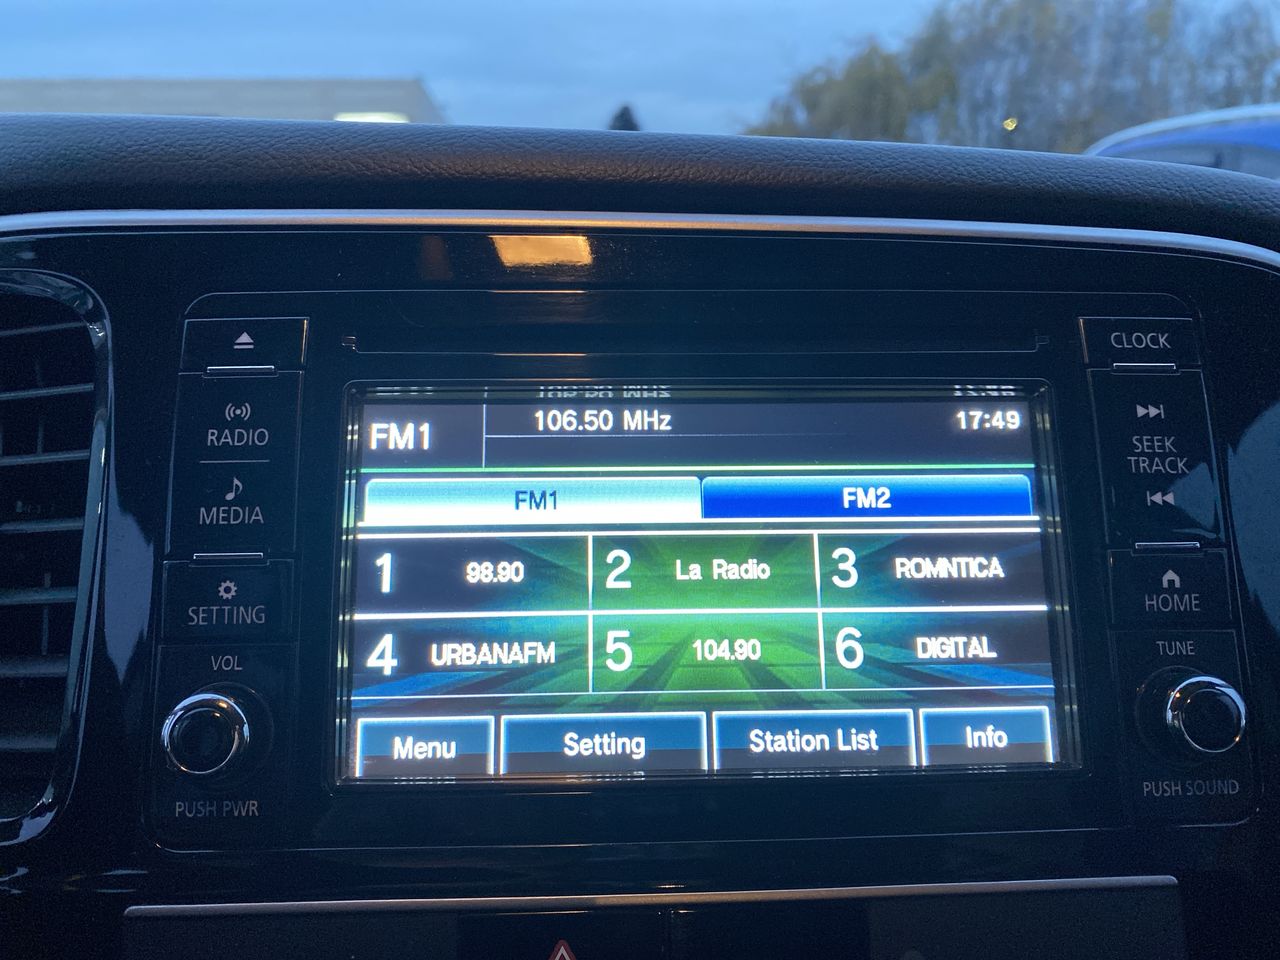 CLOCK
RADIO
MEDIA
SETTING
VOL
PUSH PWR
FM1
106.50 MHz
17:49
FM1
FM2
1 98.90
2 La Radio
3 ROMNTICA
4 URBANAFM
5 104.90
6 DIGITAL
Menu
Setting
Station List
Info
SEEK
TRACK
HOME
TUNE
PUSH SOUND